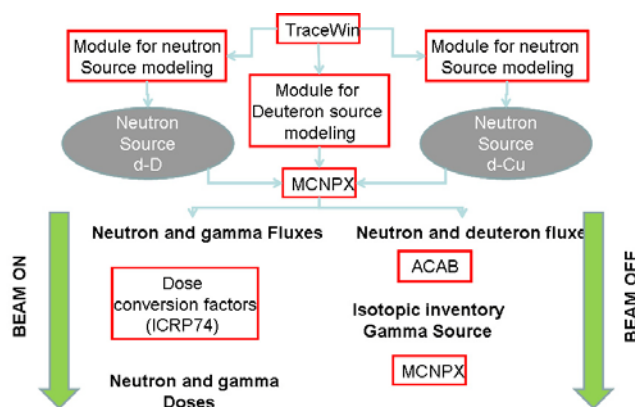 TraceWin
Module for neutron
Source modeling
Module for neutron
Source modeling
Module for
Deuteron source
modeling
Neutron
Source
d-D
Neutron
Source
d-Cu
MCNPX
BEAM ON
Neutron and gamma Fluxes
Neutron and deuteron fluxe
BEAM OFF
Dose
conversion factors
(ICRP74)
ACAB
Isotopic inventory
Gamma Source
MCNPX
Neutron and gamma
Doses